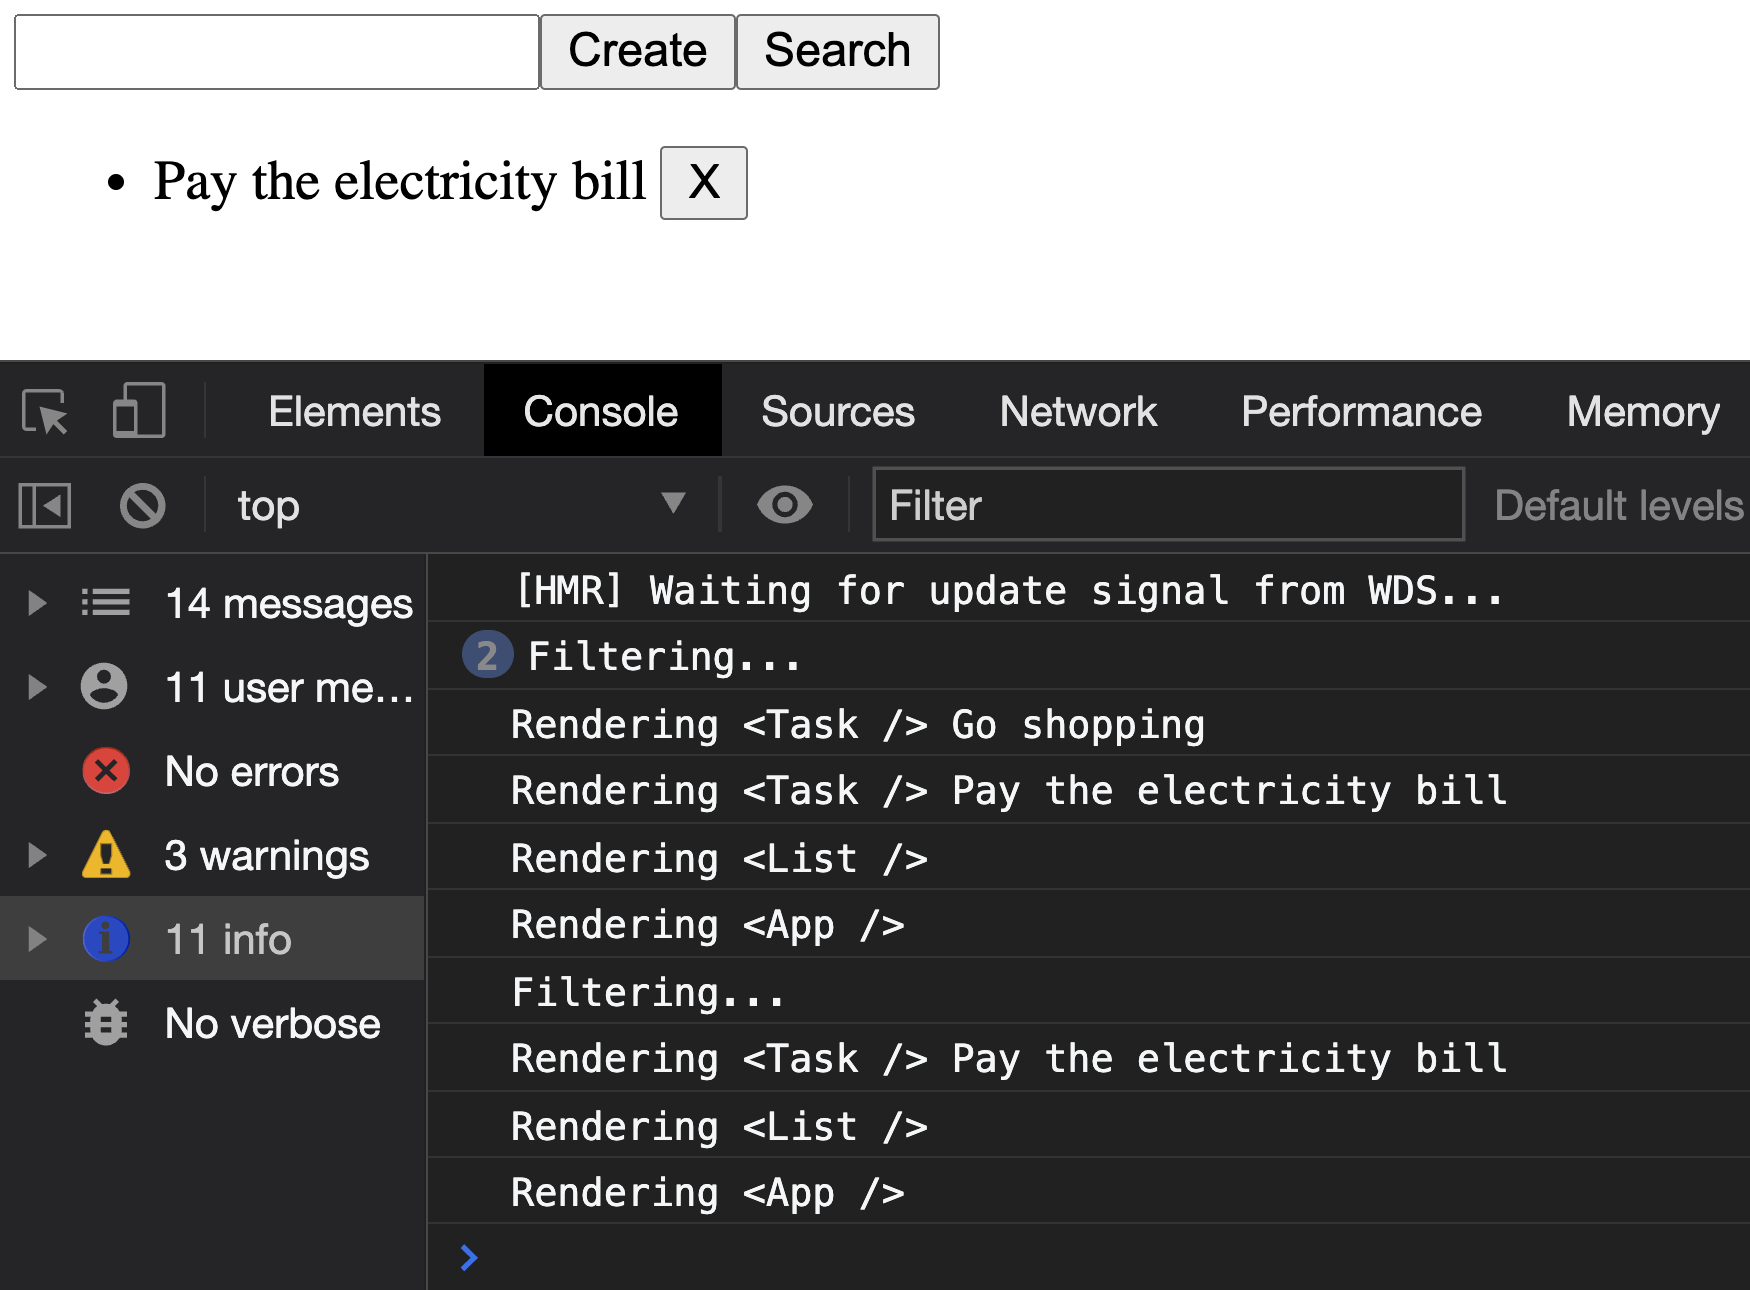 Create Search
• Pay the electricity bill X
Elements Console Sources Network Performance Memory
top Filter Default levels
14 messages
11 user me...
No errors
3 warnings
11 info
No verbose
[HMR] Waiting for update signal from WDS...
2 Filtering...
Rendering <Task /> Go shopping
Rendering <Task /> Pay the electricity bill
Rendering <List />
Rendering <App />
Filtering...
Rendering <Task /> Pay the electricity bill
Rendering <List />
Rendering <App />